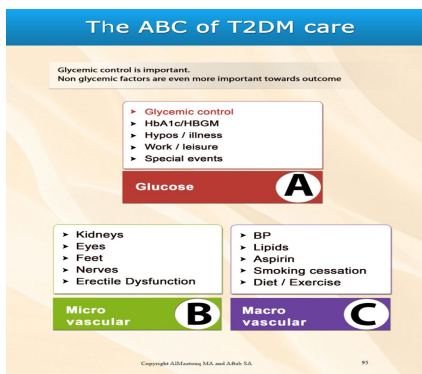 The ABC of T2DM care
Glycemic control is important.
Non glycemic factors are even more important towards outcome
➤ Glycemic control
➤ HbA1c/HBGM
➤ Hypos / illness
➤ Work / leisure
➤ Special events
Glucose A
➤ Kidneys
➤ Eyes
➤ Feet
➤ Nerves
➤ Erectile Dysfunction
Micro
vascular B
➤ BP
➤ Lipids
➤ Aspirin
➤ Smoking cessation
➤ Diet / Exercise
Macro
vascular C
Copyright AlMaatouq MA and Aftab SA 93